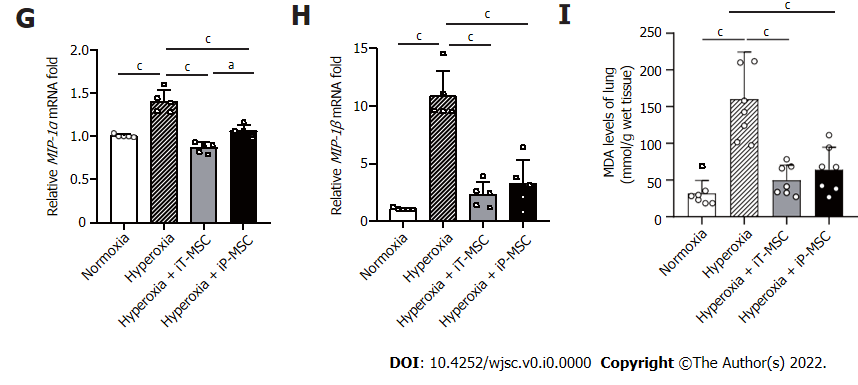 G
c
c
c
a
2.0
1.5
1.0
0.5
0
Relative MIP-1α mRNA fold
Normoxia
Hyperoxia
Hyperoxia + iT-MSC
Hyperoxia + iP-MSC
H
c
c
c
15
10
5
0
Relative MIP-1β mRNA fold
Normoxia
Hyperoxia
Hyperoxia + iT-MSC
Hyperoxia + iP-MSC
I
c
c
c
250
200
150
100
50
0
MDA levels of lung
(mmol/g wet tissue)
Normoxia
Hyperoxia
Hyperoxia + iT-MSC
Hyperoxia + iP-MSC
DOI: 10.4252/wjsc.v0.i0.0000 Copyright ©The Author(s) 2022.